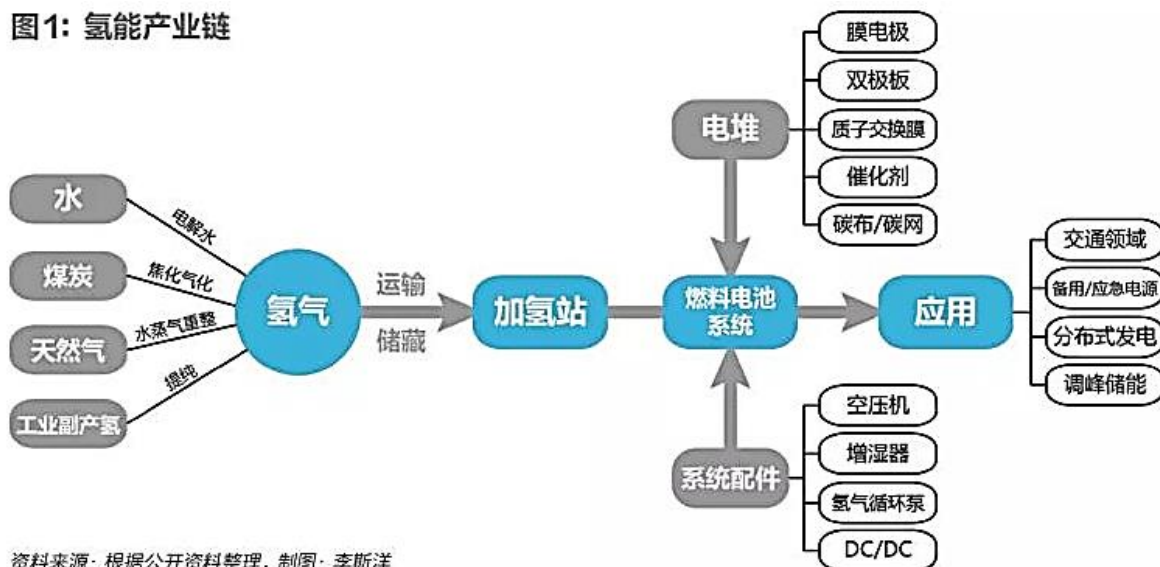 图1: 氢能产业链
水
煤炭
天然气
工业副产氢
电解水
焦化气化
水蒸气重整
提纯
氢气
运输
储藏
加氢站
电堆
膜电极
双极板
质子交换膜
催化剂
碳布/碳网
燃料电池
系统
系统配件
空压机
增湿器
氢气循环泵
DC/DC
应用
交通领域
备用/应急电源
分布式发电
调峰储能
资料来源：根据公开资料整理，制图：李斯洋